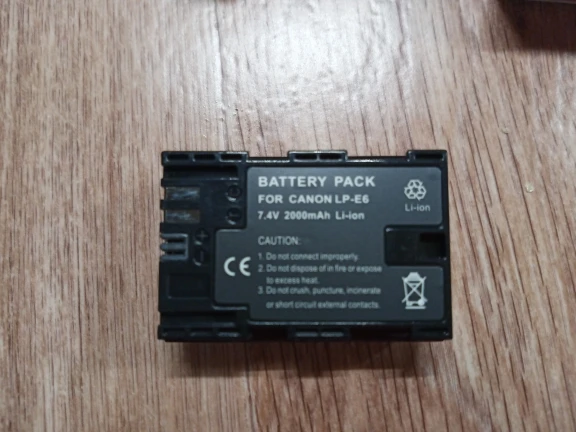 BATTERY PACK
FOR CANON LP-E6
7.4V 2000mAh Li-ion
Li-ion
CAUTION:
1. Do not connect improperly.
2. Do not dispose of in fire or expose
to excess heat.
3. Do not crush, puncture, incinerate
or short circuit external contacts.
CE